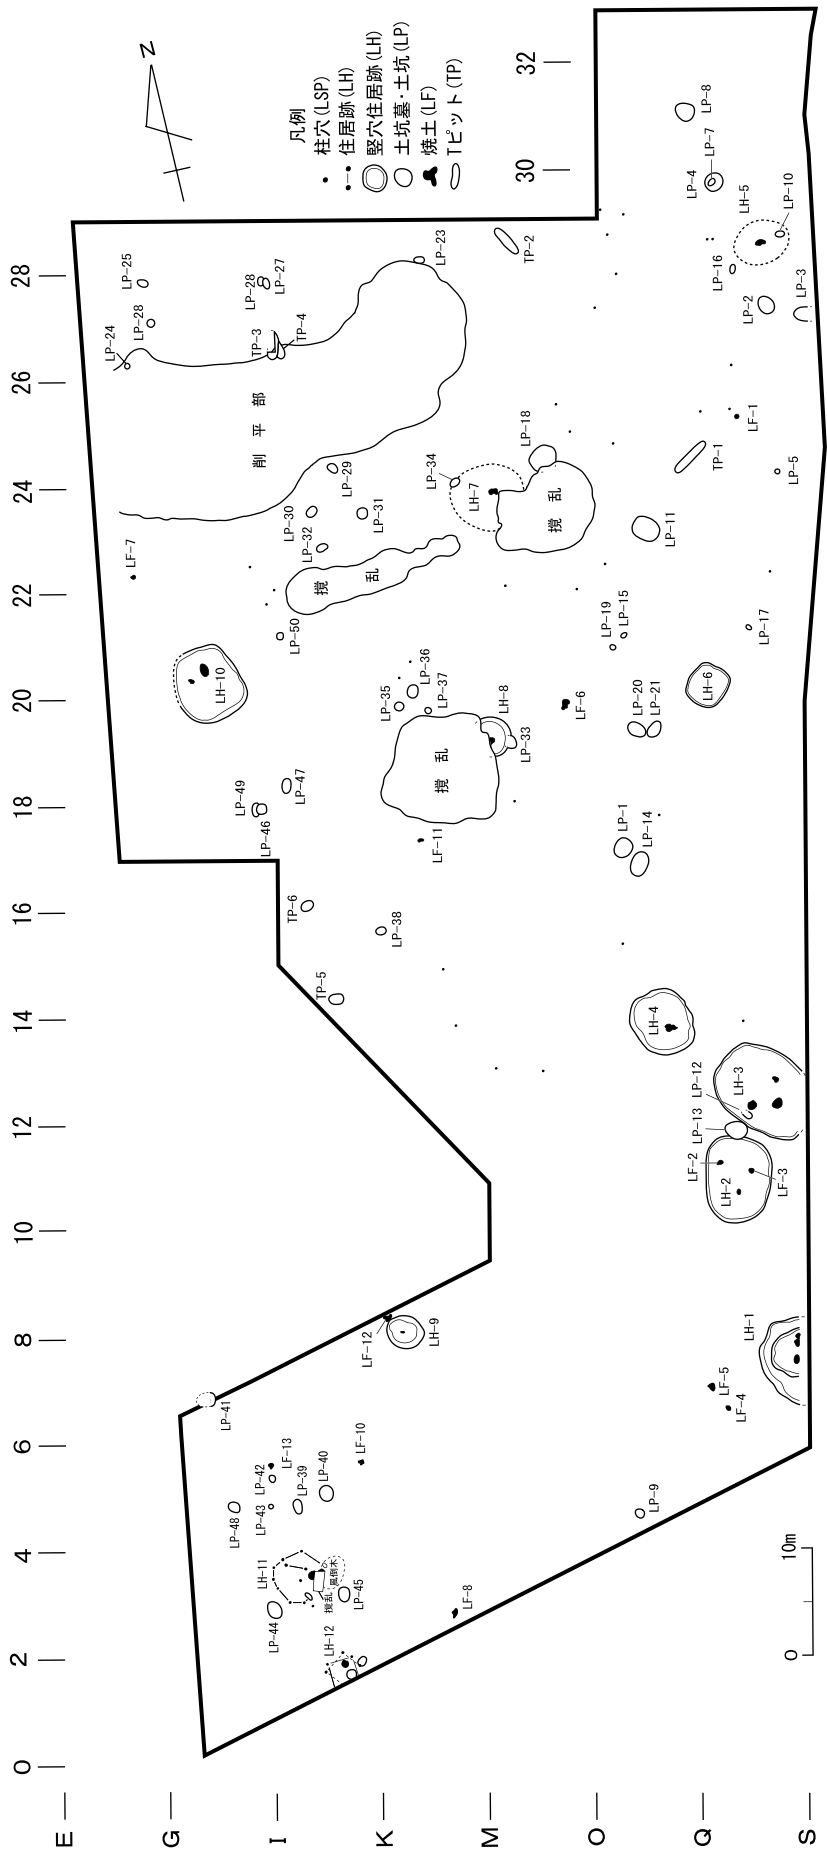 N
凡例
柱穴(LSP)
住居跡(LH)
竪穴住居跡(LH)
土坑墓・土坑(LP)
焼土(LF)
Tピット(TP)
32
30
28
26
24
22
20
18
16
14
12
10
8
6
4
2
0
E
G
I
K
M
O
Q
S
LP-8
LP-7
LP-4
LH-5
LP-10
LP-16
LP-2
LP-3
LP-25
LP-28
LP-24
LP-28
LP-27
LP-23
TP-2
TP-3
TP-4
削平部
LP-29
LP-34
LH-7
LP-18
撹乱
LF-1
TP-1
LP-5
LP-30
LP-31
LP-32
LP-11
LF-7
撹乱
LP-50
LP-19
LP-15
LP-17
LH-10
LP-36
LP-35
LP-37
LH-8
LP-33
LF-6
LP-20
LP-21
LH-6
撹乱
LP-49
LP-46
LP-47
LF-11
LP-1
LP-14
TP-6
LP-38
TP-5
LH-4
LH-3
LP-12
LP-13
LF-2
LH-2
LF-3
LF-12
LH-9
LH-1
LF-5
LF-4
LP-41
LP-42
LF-13
LF-10
LP-48
LP-43
LP-39
LP-40
LP-9
LH-11
風倒木
撹乱
LP-45
LP-44
LF-8
LH-12
0
10m